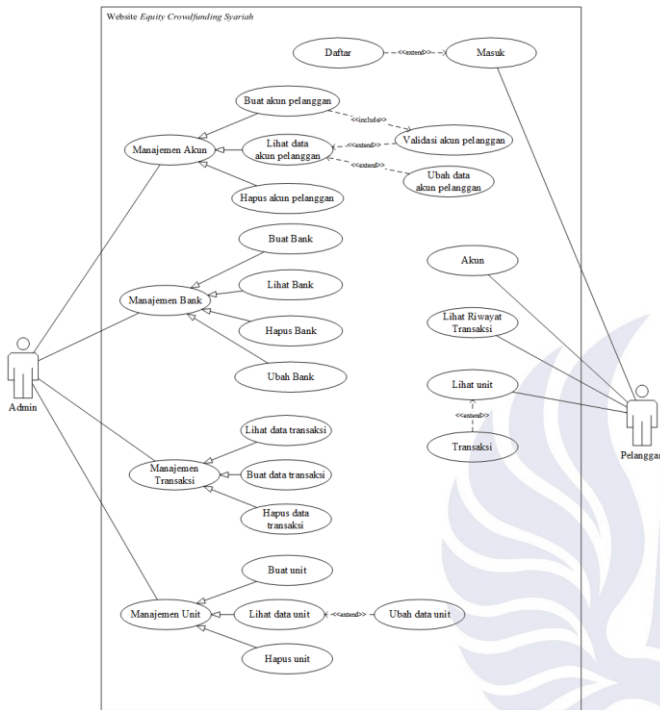 Website Equity Crowdfunding Syariah
Daftar
<<extend>>
Masuk
Buat akun pelanggan
<<include>>
Manajemen Akun
Lihat data
akun pelanggan
<<extend>>
Validasi akun pelanggan
<<extend>>
Ubah data
akun pelanggan
Hapus akun pelanggan
Buat Bank
Akun
Lihat Bank
Manajemen Bank
Lihat Riwayat
Transaksi
Hapus Bank
Ubah Bank
Lihat unit
<<extend>>
Admin
Lihat data transaksi
Transaksi
Pelanggan
Manajemen
Transaksi
Buat data transaksi
Hapus data
transaksi
Buat unit
Manajemen Unit
Lihat data unit
<<extend>>
Ubah data unit
Hapus unit